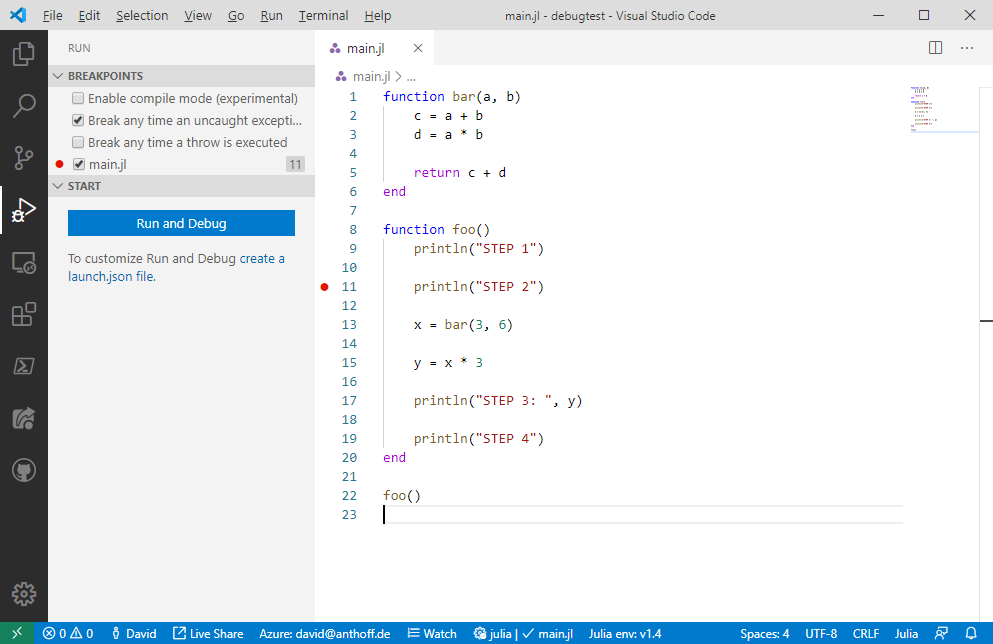 File Edit Selection View Go Run Terminal Help main.jl - debugtest - Visual Studio Code
RUN
BREAKPOINTS
Enable compile mode (experimental)
Break any time an uncaught excepti...
Break any time a throw is executed
main.jl 11
START
Run and Debug
To customize Run and Debug create a
launch.json file.
main.jl
main.jl > ...
1 function bar(a, b)
2 c = a + b
3 d = a * b
4
5 return c + d
6 end
7
8 function foo()
9 println("STEP 1")
10
11 println("STEP 2")
12
13 x = bar(3, 6)
14
15 y = x * 3
16
17 println("STEP 3: ", y)
18
19 println("STEP 4")
20 end
21
22 foo()
23
0 0 David Live Share Azure: david@anthoff.de Watch julia | main.jl Julia env: v1.4 Spaces: 4 UTF-8 CRLF Julia